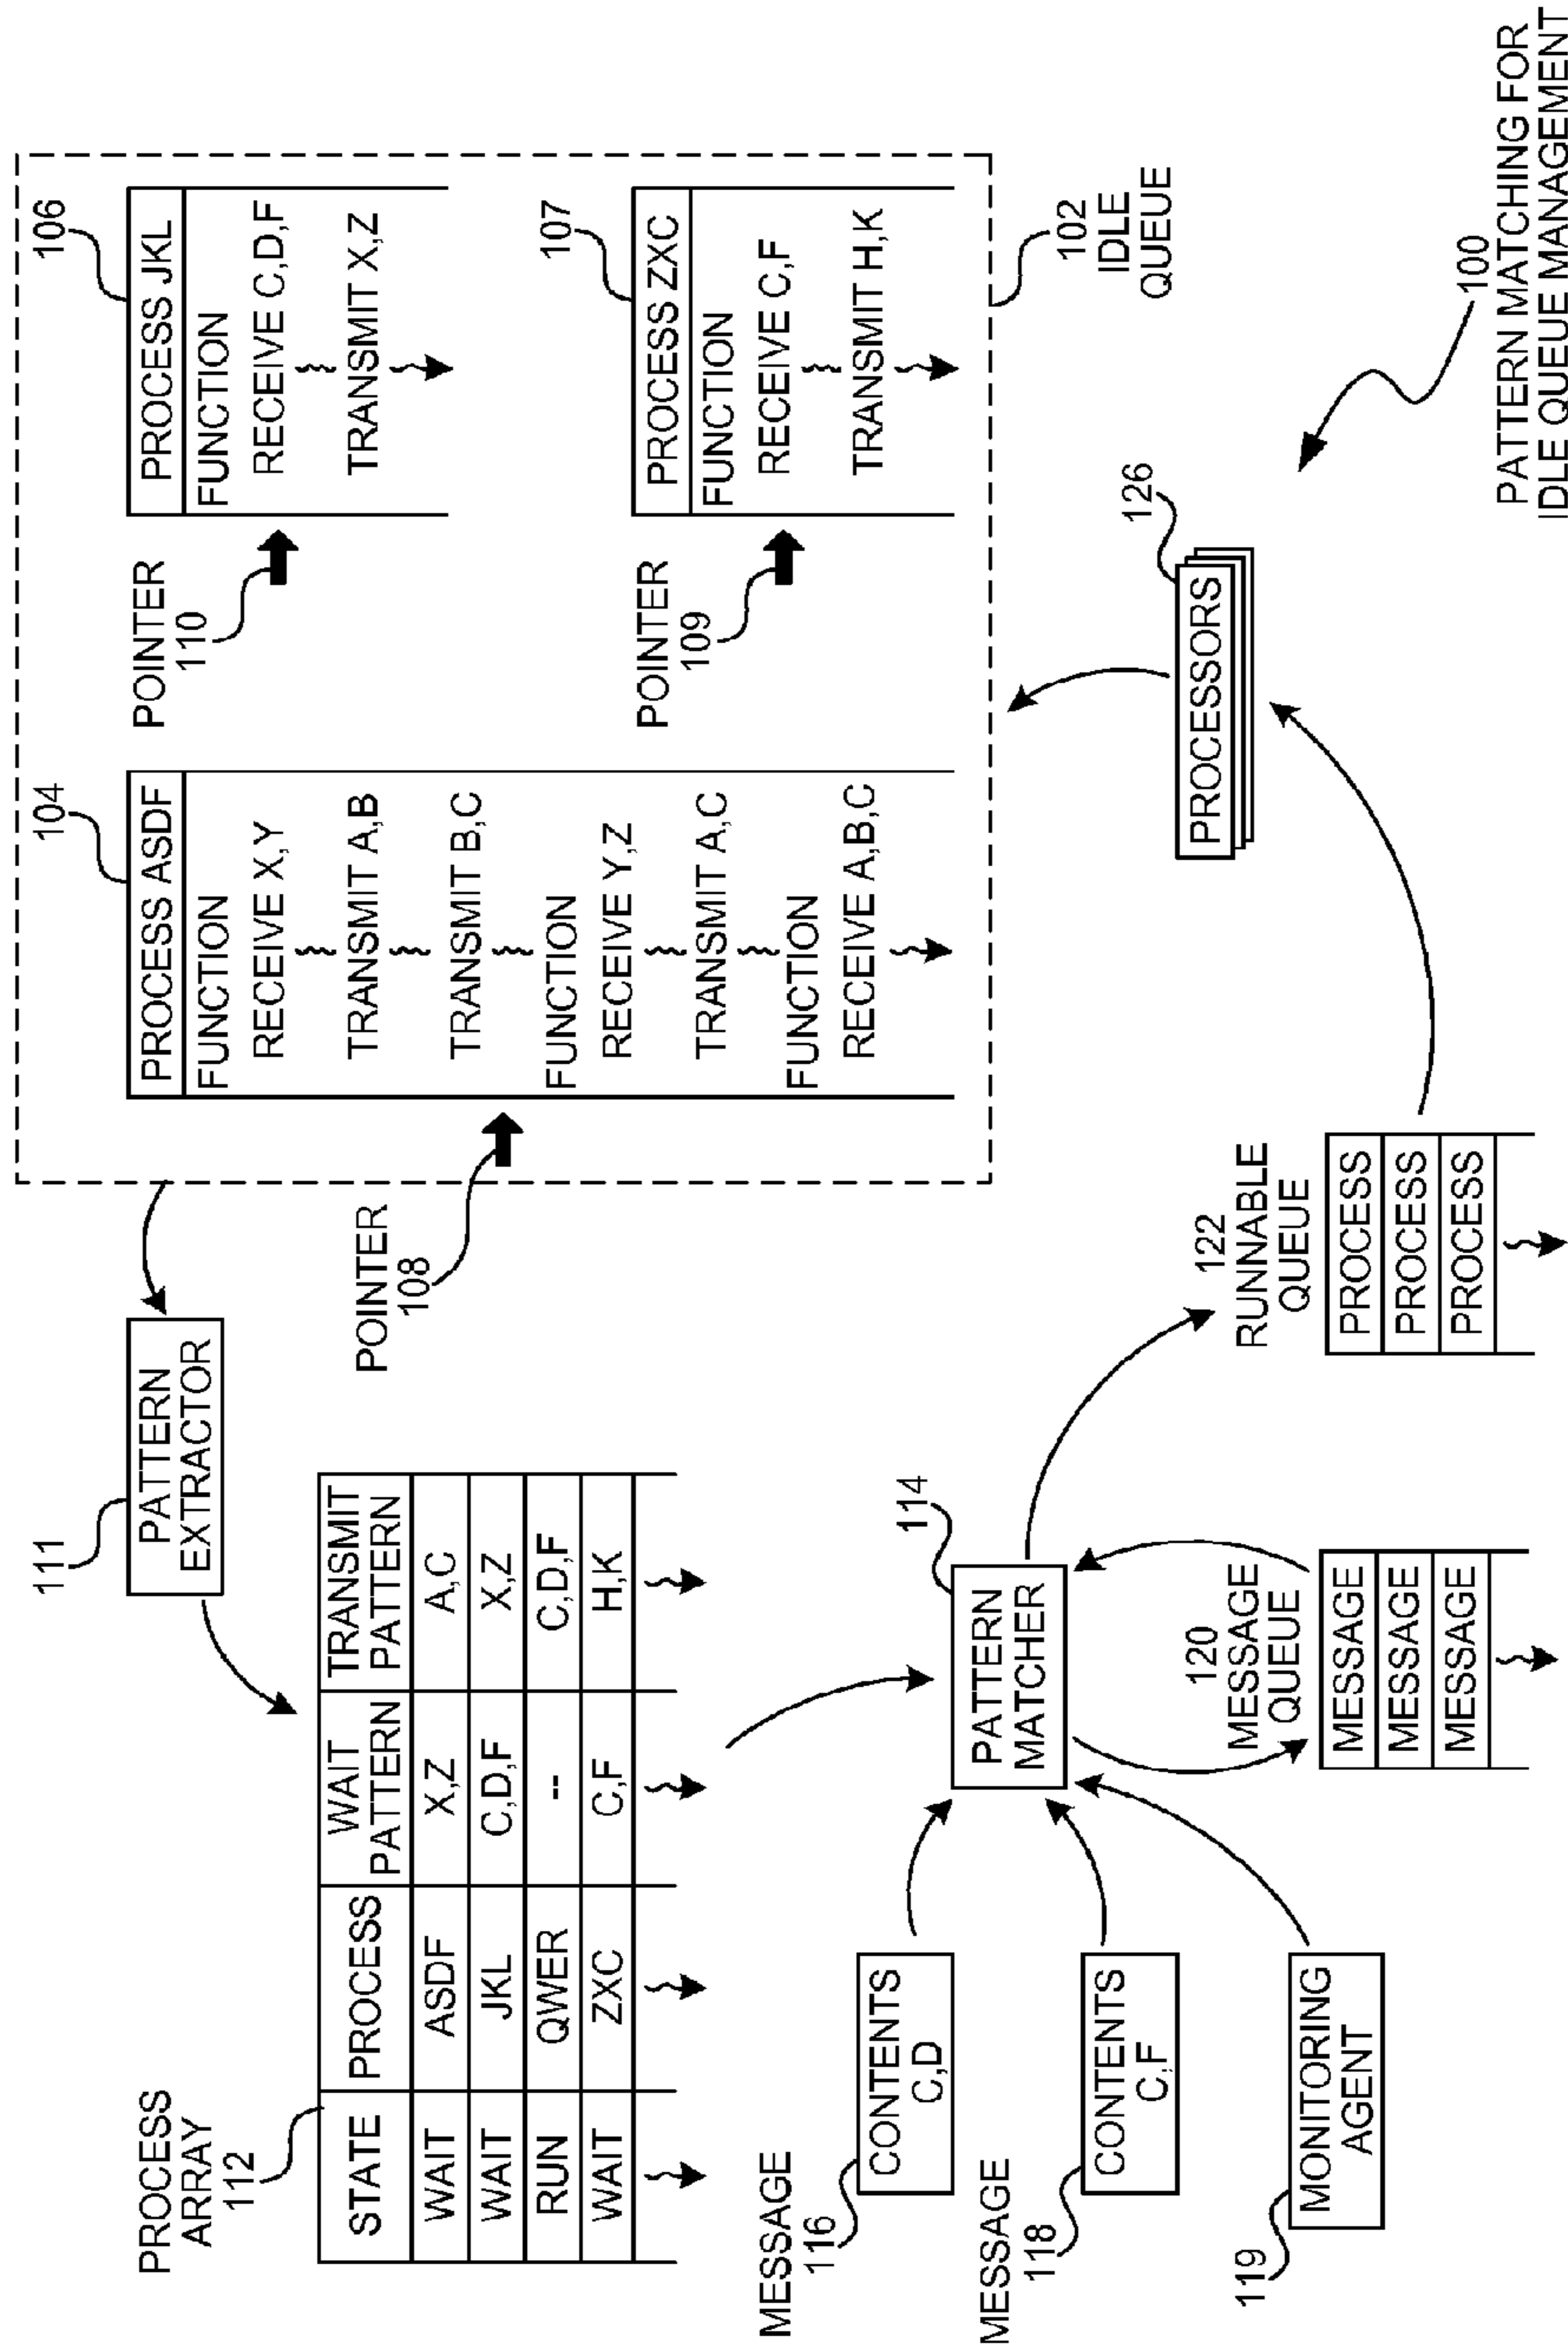 PROCESS
ARRAY
112
STATE PROCESS WAIT PATTERN TRANSMIT PATTERN
WAIT ASDF X,Z A,C
WAIT JKL C,D,F X,Z
RUN QWER -- C,D,F
WAIT ZXC C,F H,K
111
PATTERN
EXTRACTOR
POINTER
108
104
PROCESS ASDF
FUNCTION
RECEIVE X,Y
TRANSMIT A,B
TRANSMIT B,C
FUNCTION
RECEIVE Y,Z
TRANSMIT A,C
FUNCTION
RECEIVE A,B,C
POINTER
110
106
PROCESS JKL
FUNCTION
RECEIVE C,D,F
TRANSMIT X,Z
POINTER
109
107
PROCESS ZXC
FUNCTION
RECEIVE C,F
TRANSMIT H,K
102
IDLE
QUEUE
MESSAGE
116
CONTENTS
C,D
MESSAGE
118
CONTENTS
C,F
119
MONITORING
AGENT
114
PATTERN
MATCHER
120
MESSAGE
QUEUE
MESSAGE
MESSAGE
MESSAGE
122
RUNNABLE
QUEUE
PROCESS
PROCESS
PROCESS
126
PROCESSORS
100
PATTERN MATCHING FOR
IDLE QUEUE MANAGEMENT